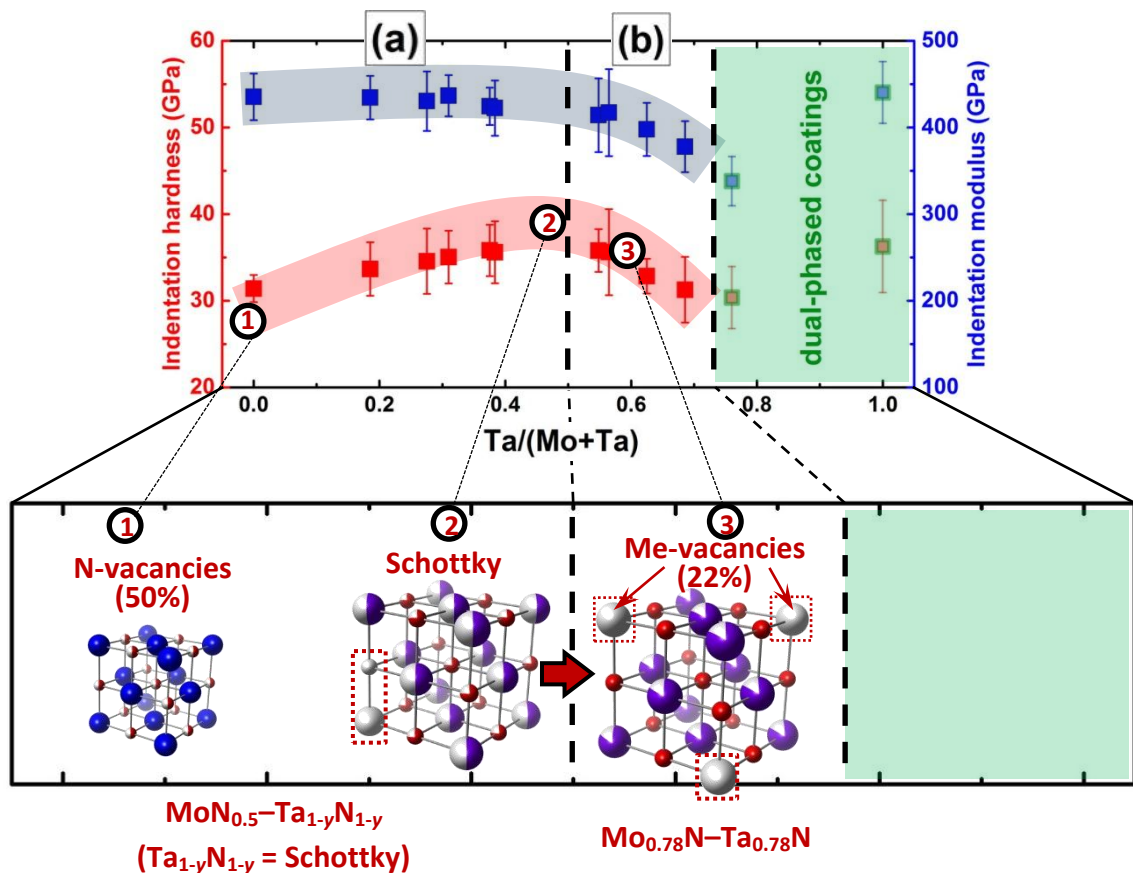 (a)
(b)
Indentation hardness (GPa)
60
50
40
30
20
500
400
300
200
100
Indentation modulus (GPa)
dual-phased coatings
1
2
3
0.0
0.2
0.4
0.6
0.8
1.0
Ta/(Mo+Ta)
1
2
3
N-vacancies
(50%)
Schottky
Me-vacancies
(22%)
MoN0.5–Ta1-yN1-y
(Ta1-yN1-y = Schottky)
Mo0.78N–Ta0.78N